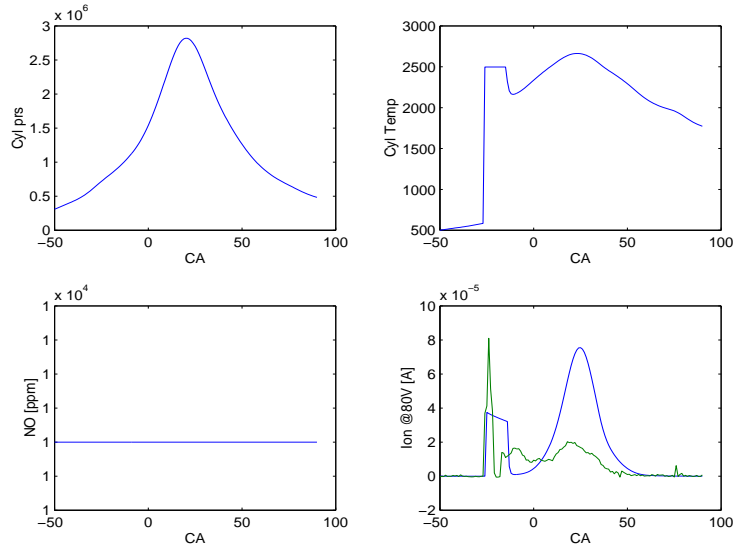 x 10^6
3
2.5
2
1.5
1
0.5
0
Cyl prs
−50 0 50 100
CA
3000
2500
2000
1500
1000
500
Cyl Temp
−50 0 50 100
CA
x 10^4
1
1
1
1
1
1
1
NO [ppm]
−50 0 50 100
CA
x 10^−5
10
8
6
4
2
0
−2
Ion @80V [A]
−50 0 50 100
CA